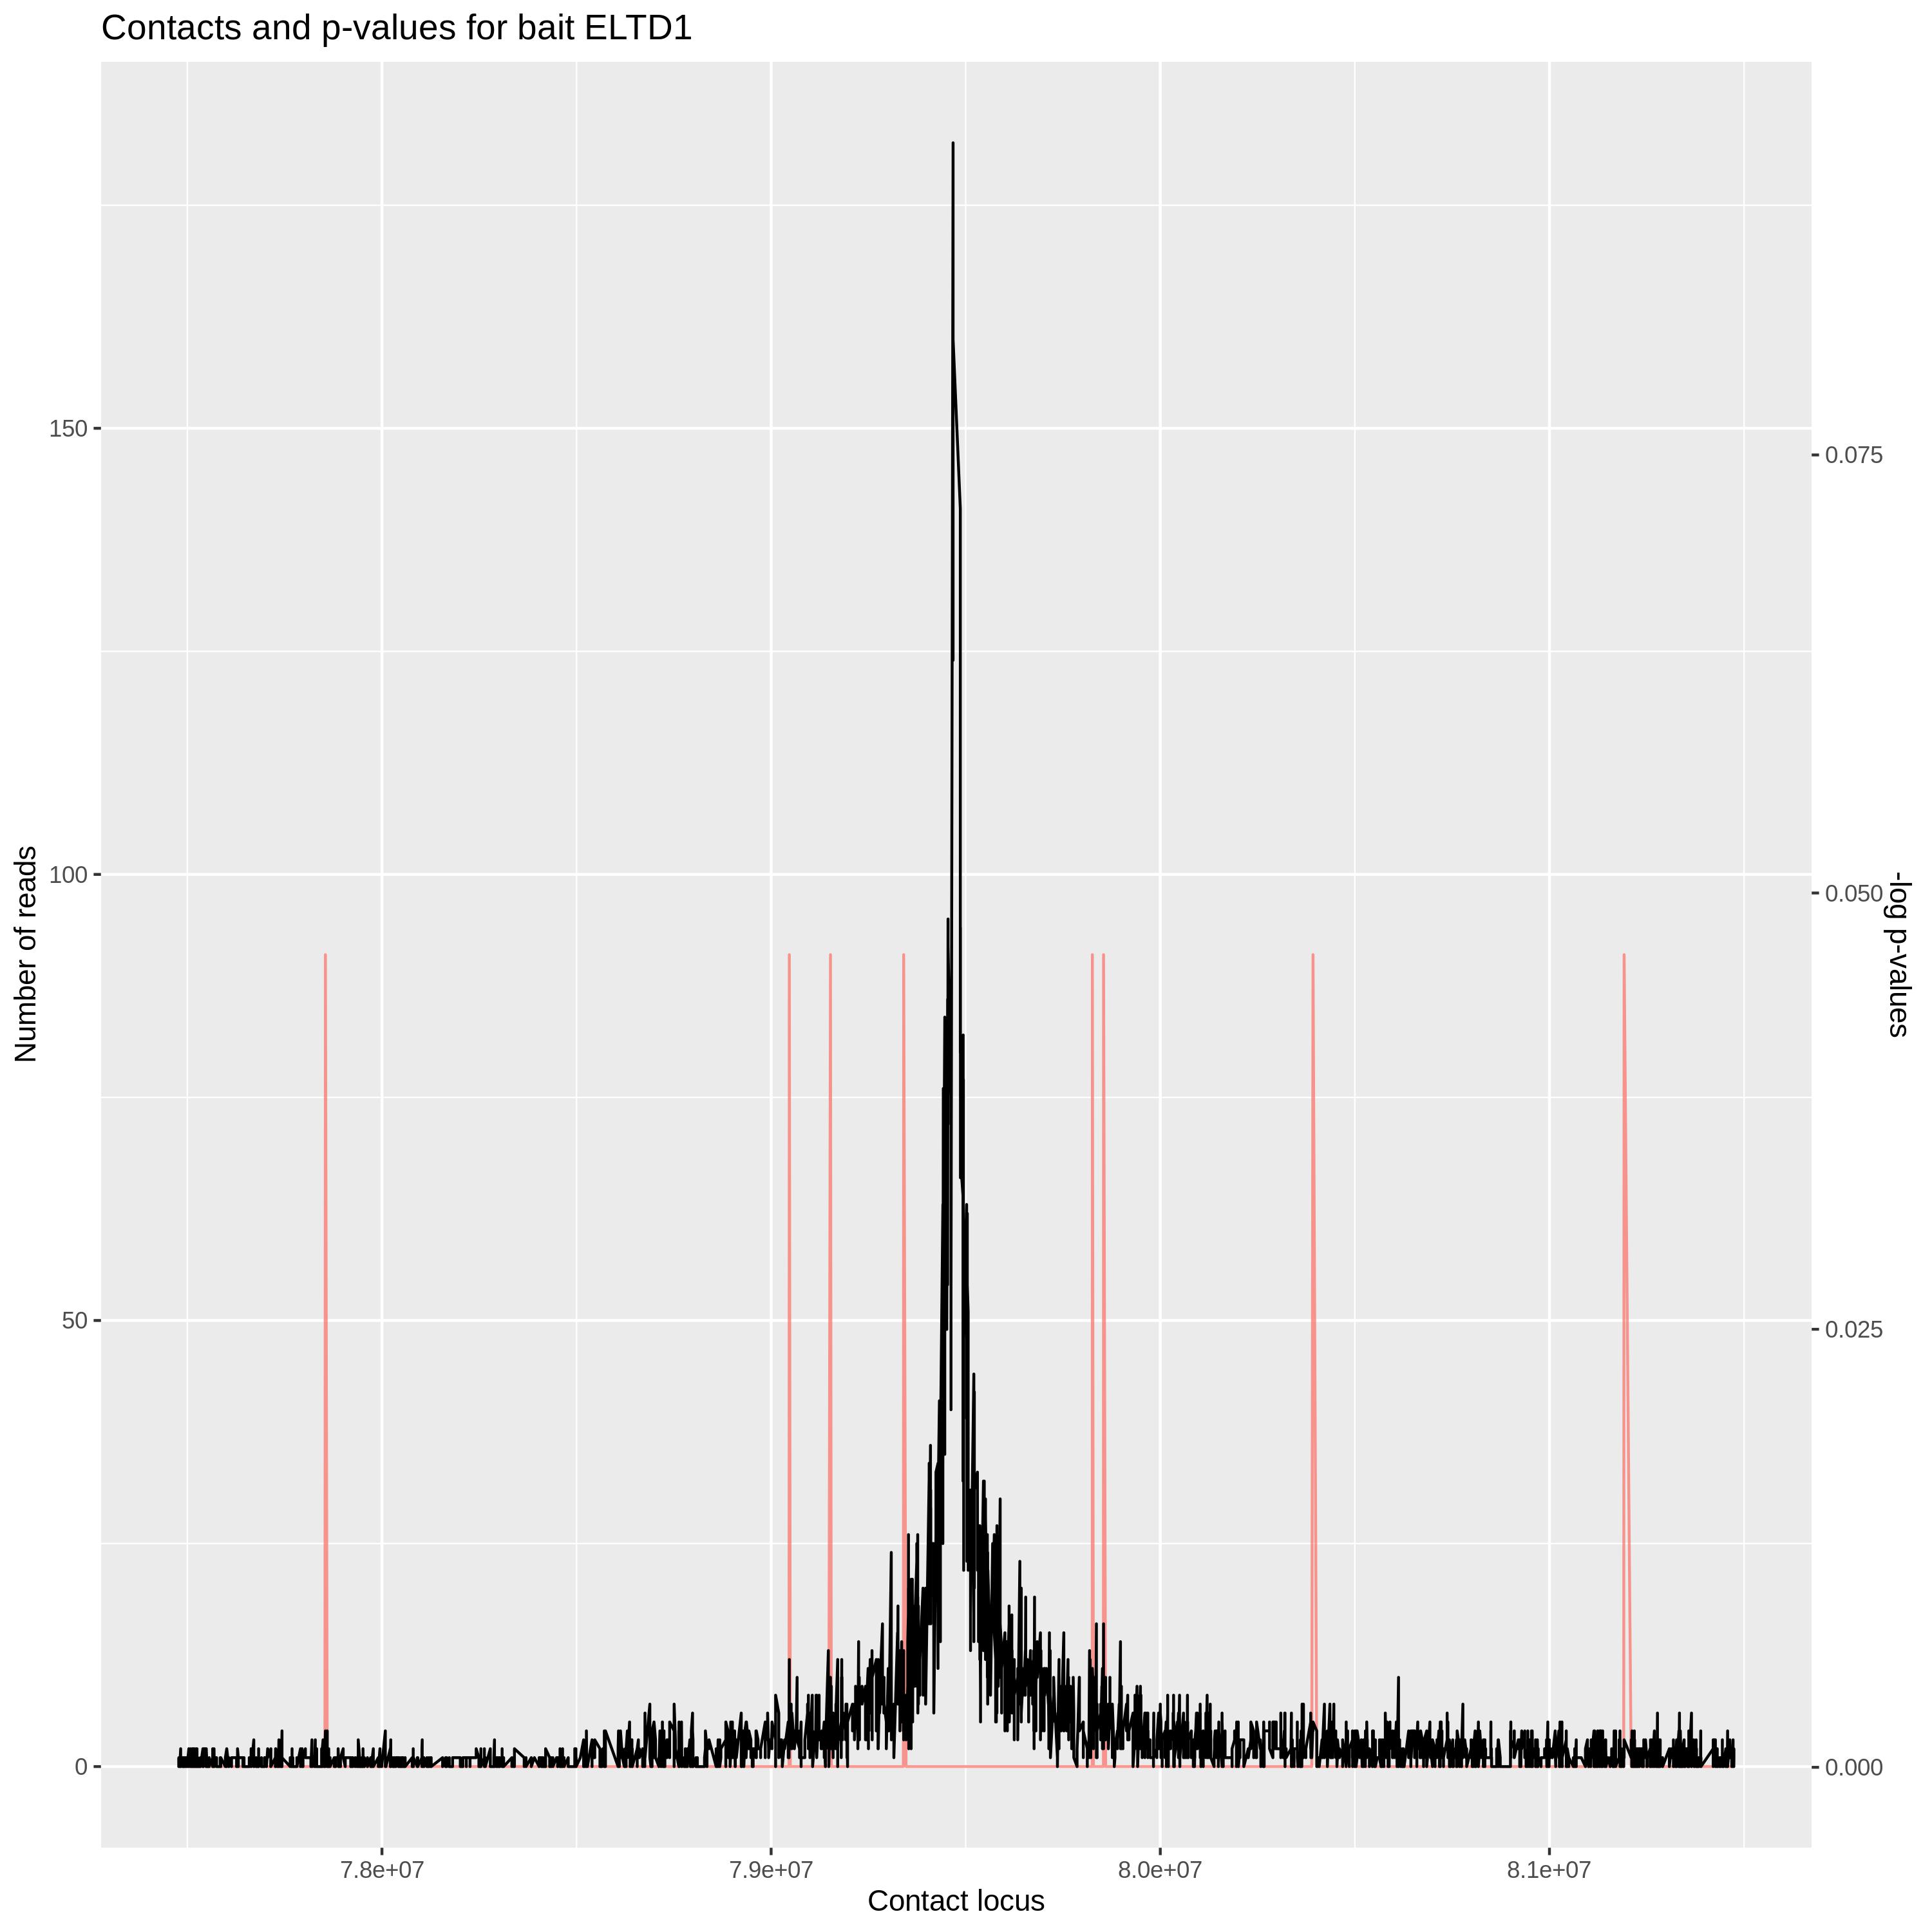 Contacts and p-values for bait ELTD1
150
100
50
0
Number of reads
0.075
0.050
0.025
0.000
-log p-values
7.8e+07
7.9e+07
8.0e+07
8.1e+07
Contact locus